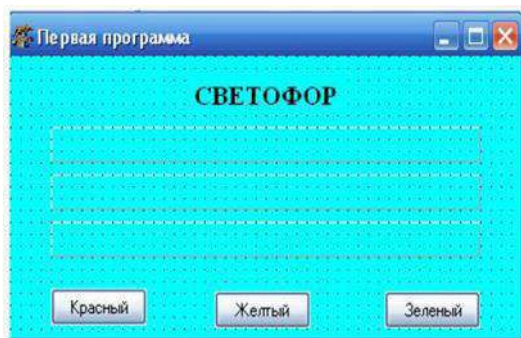 Первая программа
СВЕТОФОР
Красный Желтый Зеленый